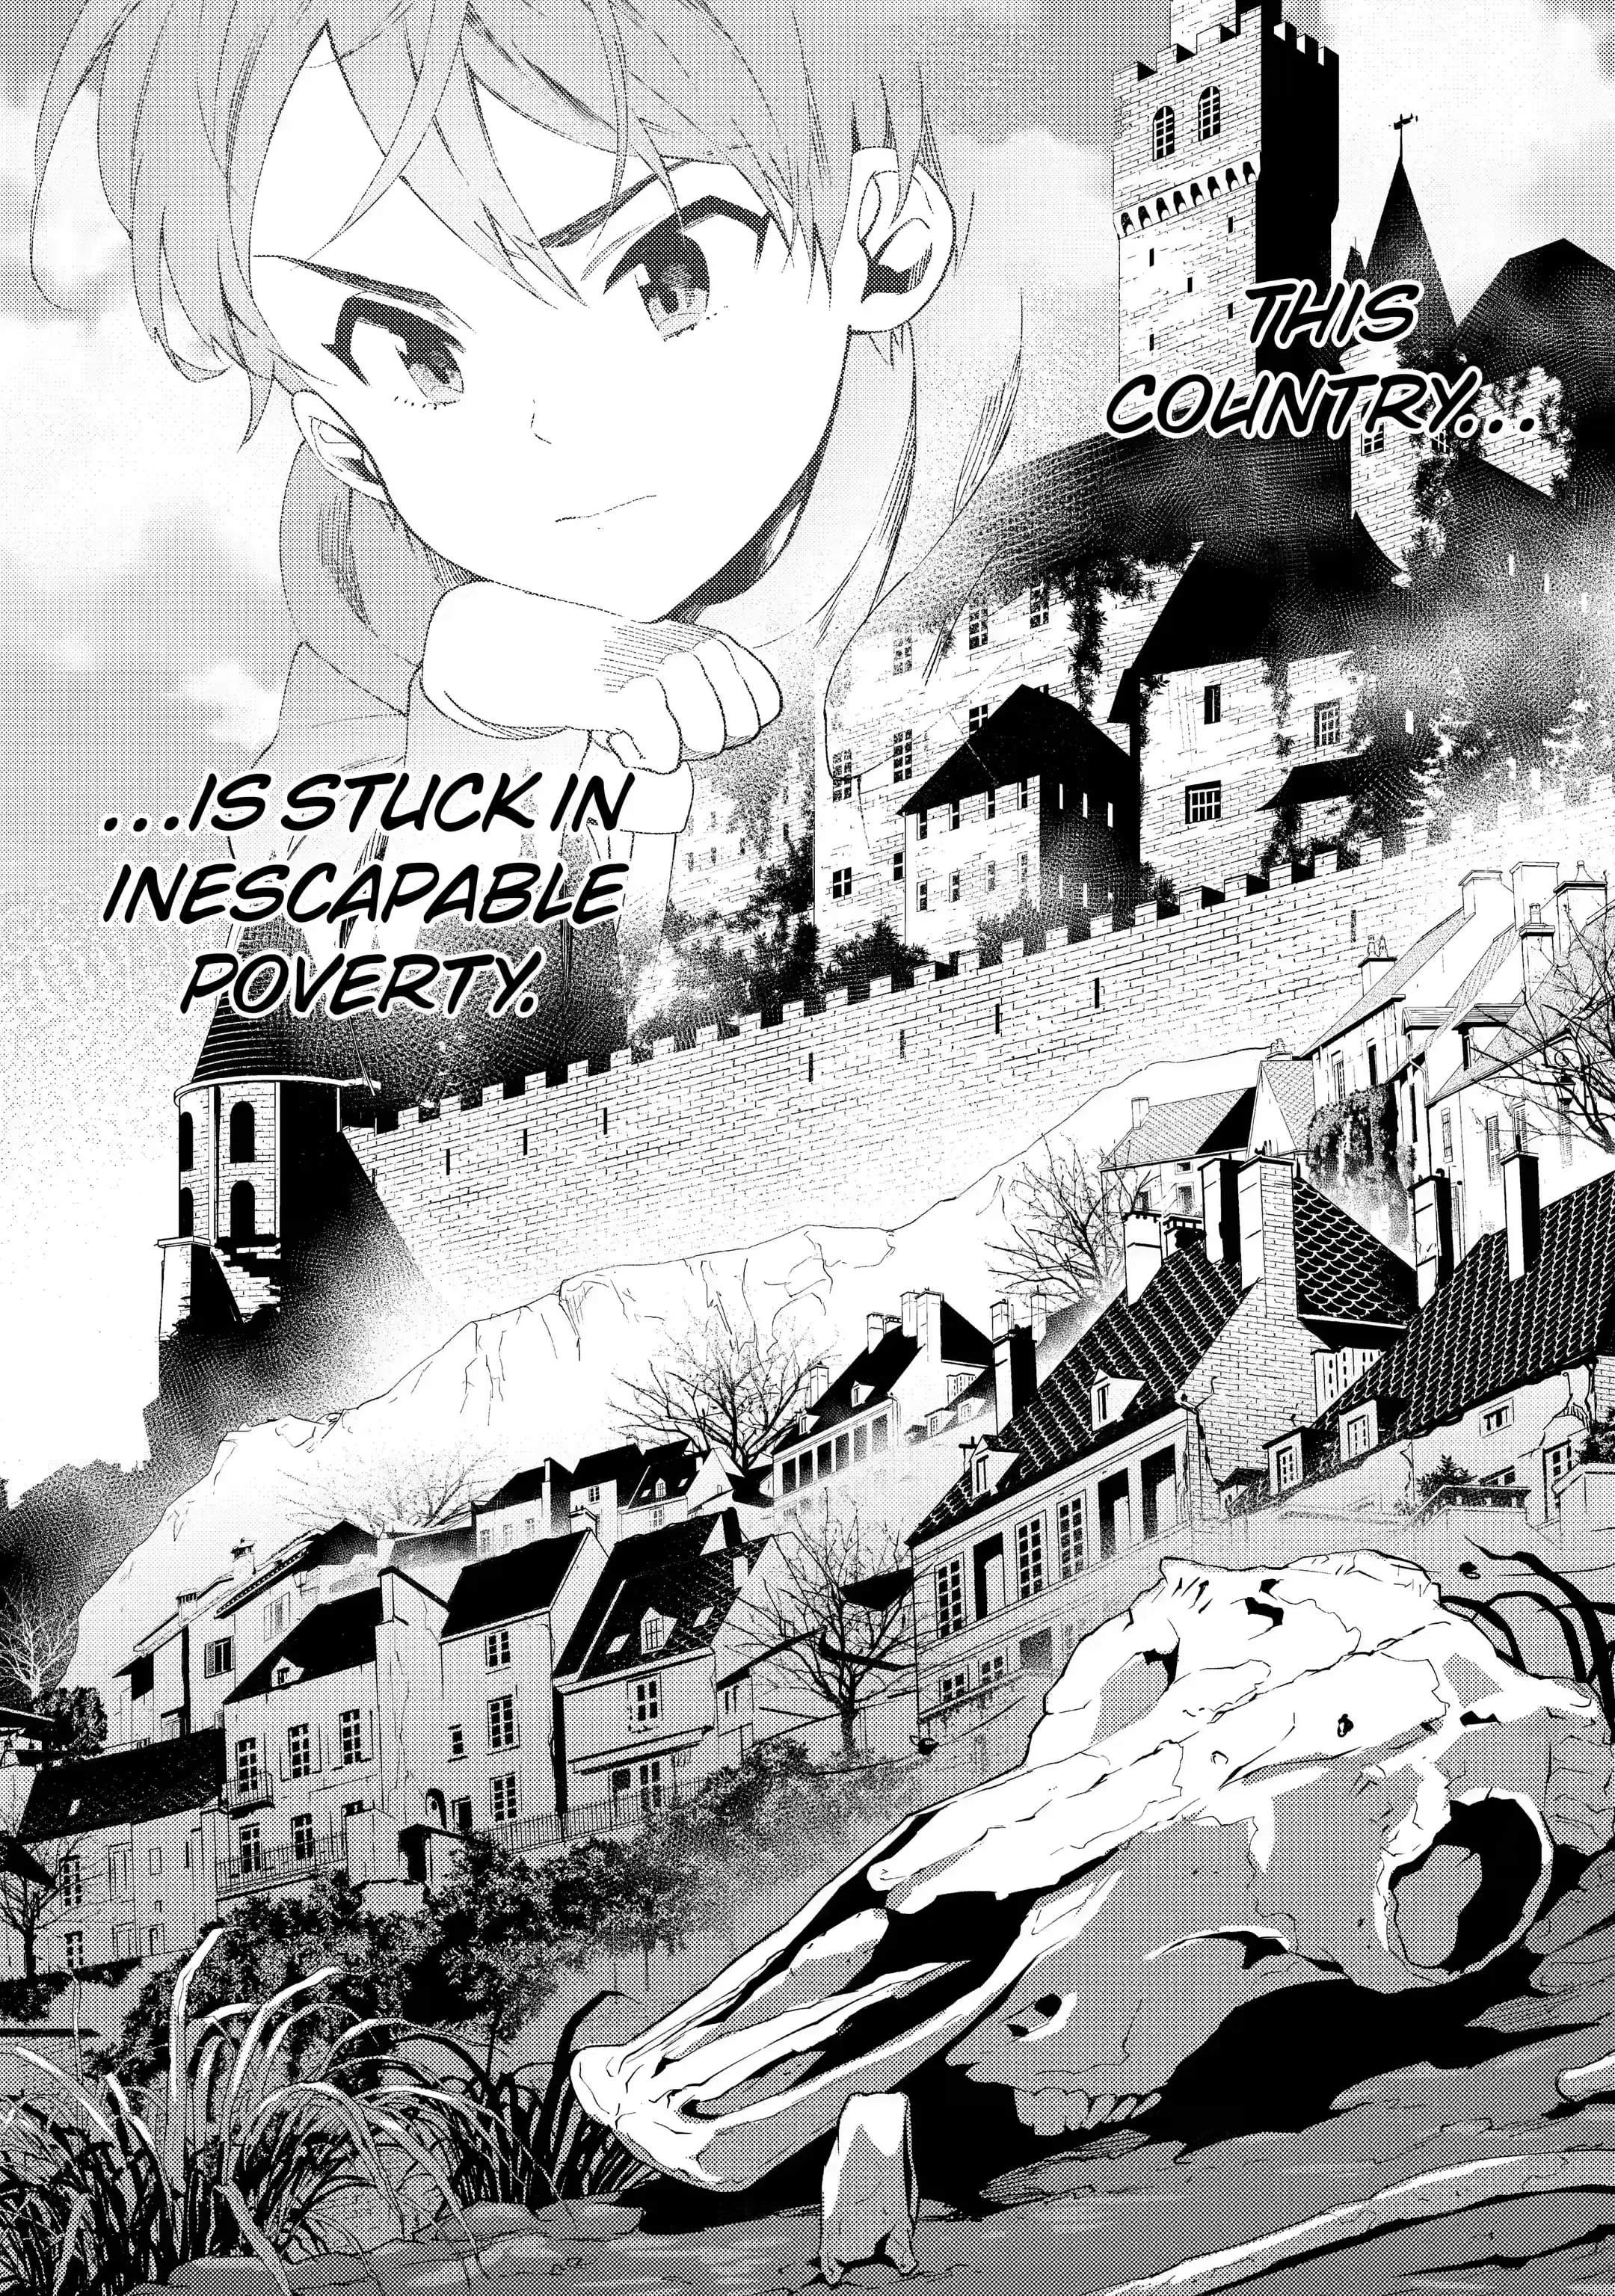 THIS
COUNTRY...
...IS STUCK IN
INESCAPABLE
POVERTY.